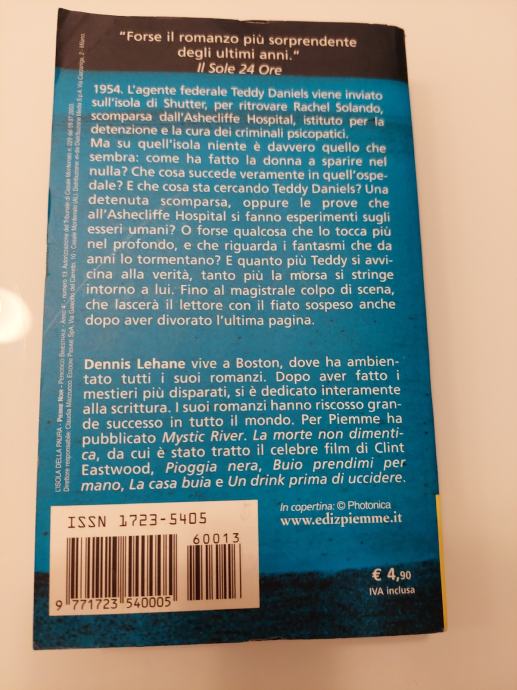 “Forse il romanzo più sorprendente
degli ultimi anni.“
Il Sole 24 Ore
1954. L'agente federale Teddy Daniels viene inviato
sull'isola di Shutter, per ritrovare Rachel Solando,
scomparsa dall'Ashecliffe Hospital, istituto per la
detenzione e la cura dei criminali psicopatici.
Ma su quell'isola niente è davvero quello che
sembra: come ha fatto la donna a sparire nel
nulla? Che cosa succede veramente in quell'ospe-
dale? E che cosa sta cercando Teddy Daniels? Una
detenuta scomparsa, oppure le prove che
all'Ashecliffe Hospital si fanno esperimenti sugli
esseri umani? O forse qualcosa che lo tocca più
nel profondo, e che riguarda i fantasmi che da
anni lo tormentano? E quanto più Teddy si avvi-
cina alla verità, tanto più la morsa si stringe
intorno a lui. Fino al magistrale colpo di scena,
che lascerà il lettore con il fiato sospeso anche
dopo aver divorato l'ultima pagina.
Dennis Lehane vive a Boston, dove ha ambien-
tato tutti i suoi romanzi. Dopo aver fatto i
mestieri più disparati, si è dedicato interamente
alla scrittura. I suoi romanzi hanno riscosso gran-
de successo in tutto il mondo. Per Piemme ha
pubblicato Mystic River. La morte non dimenti-
ca, da cui è stato tratto il celebre film di Clint
Eastwood, Pioggia nera, Buio prendimi per
mano, La casa buia e Un drink prima di uccidere.
In copertina: © Photonica
www.edizpiemme.it
ISSN 1723-5405
60013
9 771723 540005
€ 4,90
IVA inclusa
L'ISOLA DELLA PAURA - PIEMME NOIR - PERIODICO BIMESTRALE